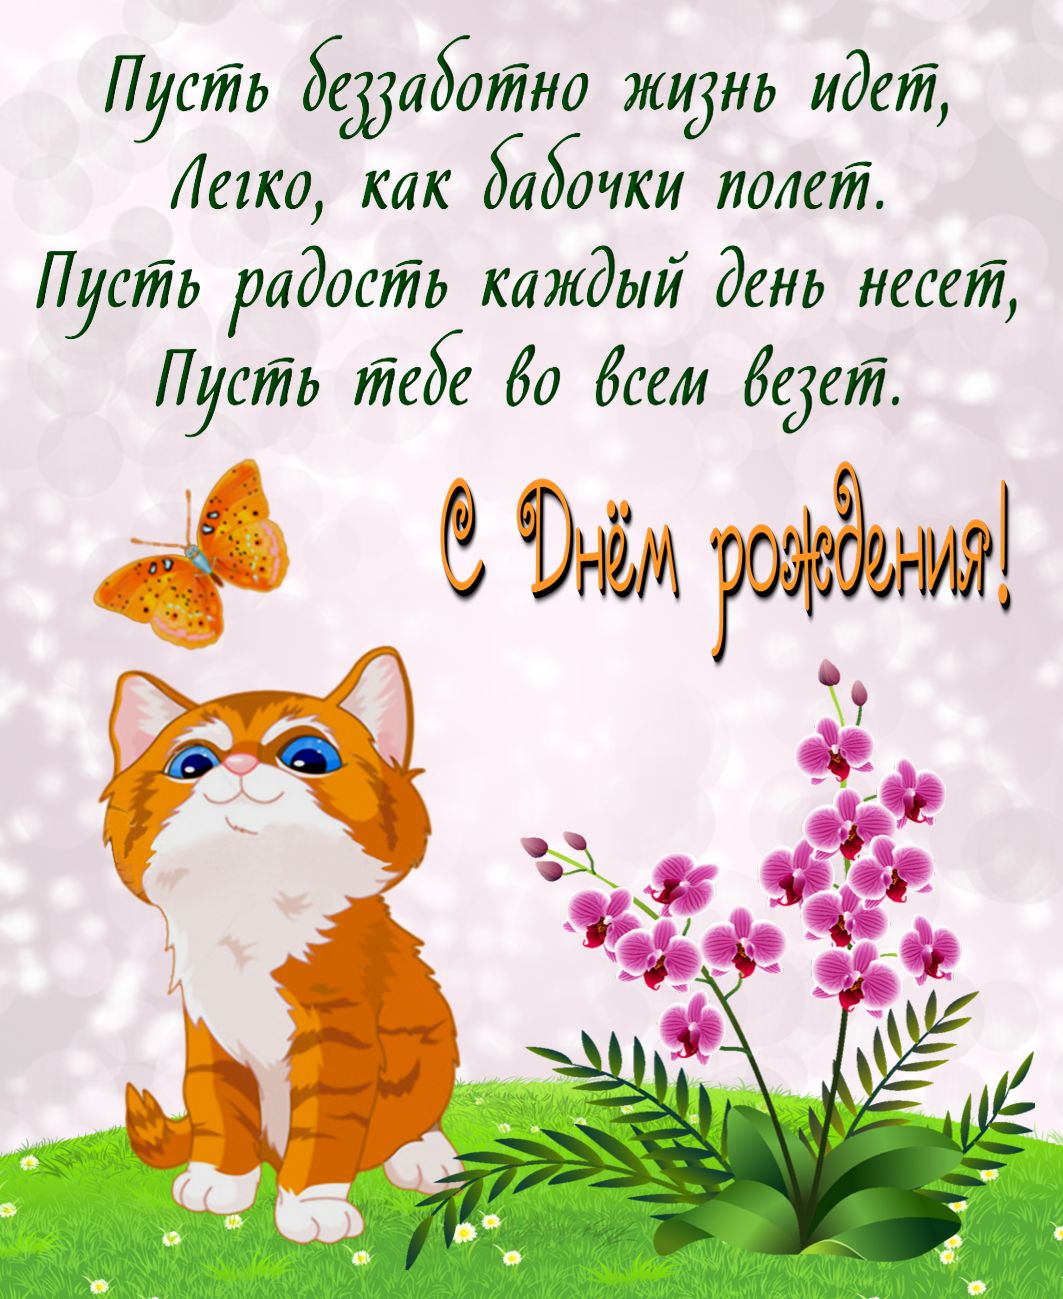 Пусть беззаботно жизнь идет,
Легко, как бабочки полет.
Пусть радость каждый день несет,
Пусть тебе во всем везет.
С Днём рождения!